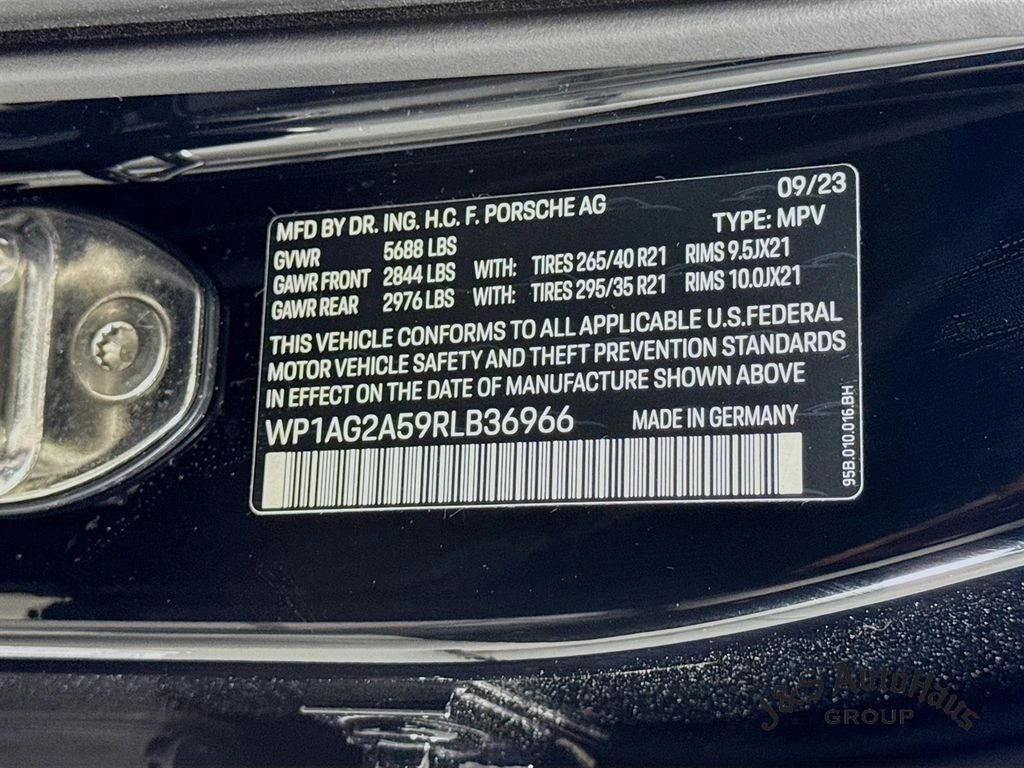 09/23
MFD BY DR. ING. H.C. F. PORSCHE AG
TYPE: MPV
GVWR 5688 LBS
GAWR FRONT 2844 LBS WITH: TIRES 265/40 R21 RIMS 9.5JX21
GAWR REAR 2976 LBS WITH: TIRES 295/35 R21 RIMS 10.0JX21
THIS VEHICLE CONFORMS TO ALL APPLICABLE U.S.FEDERAL
MOTOR VEHICLE SAFETY AND THEFT PREVENTION STANDARDS
IN EFFECT ON THE DATE OF MANUFACTURE SHOWN ABOVE
WP1AG2A59RLB36966 MADE IN GERMANY
95B.010.016.BH
J&S AutoHaus
GROUP